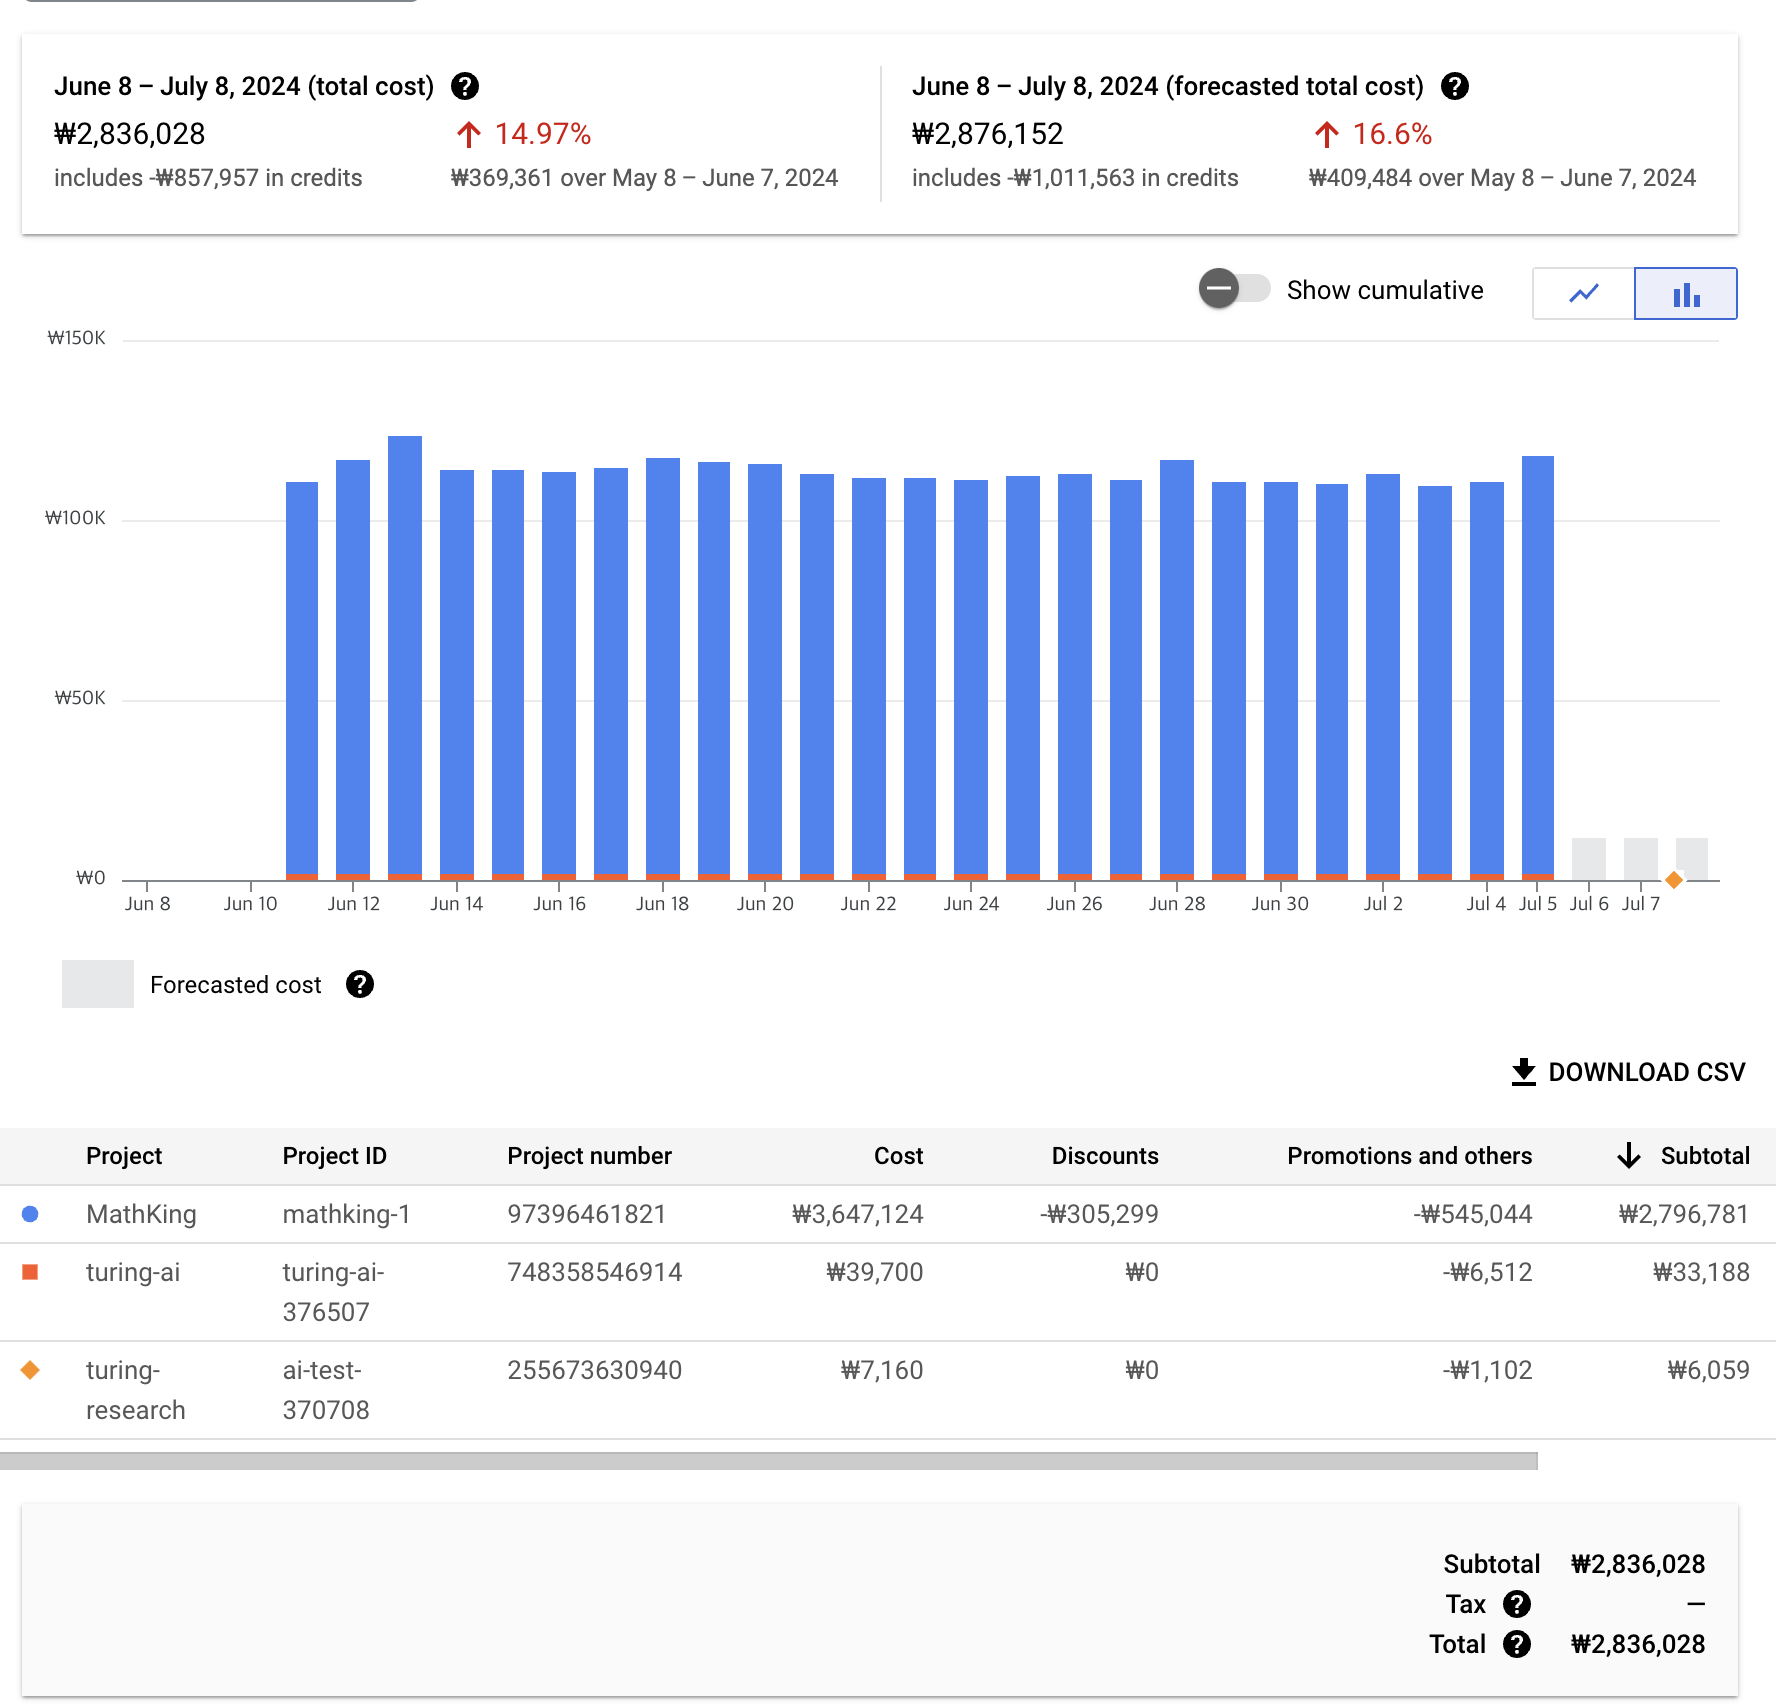 June 8 – July 8, 2024 (total cost)
₩2,836,028 14.97%
includes -₩857,957 in credits ₩369,361 over May 8 – June 7, 2024
June 8 – July 8, 2024 (forecasted total cost)
₩2,876,152 16.6%
includes -₩1,011,563 in credits ₩409,484 over May 8 – June 7, 2024
Show cumulative
₩150K
₩100K
₩50K
₩0
Jun 8 Jun 10 Jun 12 Jun 14 Jun 16 Jun 18 Jun 20 Jun 22 Jun 24 Jun 26 Jun 28 Jun 30 Jul 2 Jul 4 Jul 5 Jul 6 Jul 7
Forecasted cost
DOWNLOAD CSV
Project Project ID Project number Cost Discounts Promotions and others Subtotal
MathKing mathking-1 97396461821 ₩3,647,124 -₩305,299 -₩545,044 ₩2,796,781
turing-ai turing-ai- 748358546914 ₩39,700 ₩0 -₩6,512 ₩33,188
376507
turing- ai-test- 255673630940 ₩7,160 ₩0 -₩1,102 ₩6,059
research 370708
Subtotal ₩2,836,028
Tax —
Total ₩2,836,028